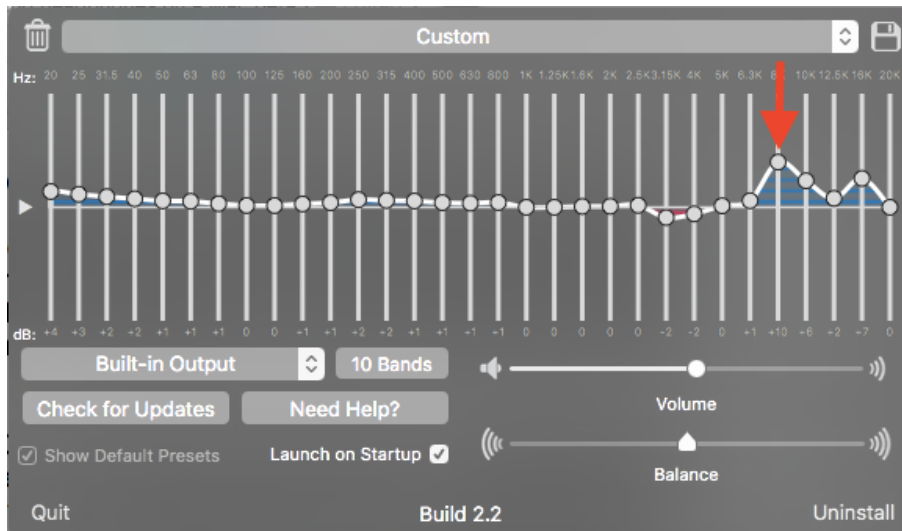 Custom
Hz: 20 25 31.5 40 50 63 80 100 125 160 200 250 315 400 500 630 800 1K 1.25K 1.6K 2K 2.5K 3.15K 4K 5K 6.3K 10K 12.5K 16K 20K
dB: +4 +3 +2 +2 +1 +1 +1 0 0 +1 +1 +2 +2 +1 +1 +1 0 0 0 0 -2 -2 0 +1 +10 +6 +2 +7 0
Built-in Output 10 Bands
Check for Updates Need Help?
Volume
Show Default Presets Launch on Startup
Balance
Quit Build 2.2 Uninstall